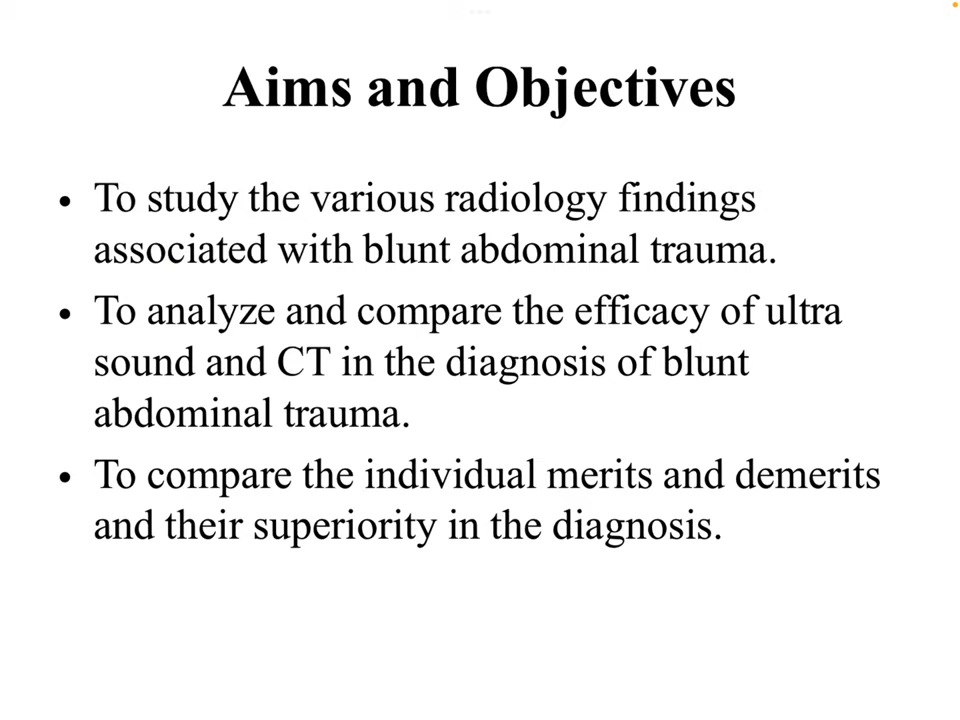 Aims and Objectives
• To study the various radiology findings
associated with blunt abdominal trauma.
• To analyze and compare the efficacy of ultra
sound and CT in the diagnosis of blunt
abdominal trauma.
• To compare the individual merits and demerits
and their superiority in the diagnosis.